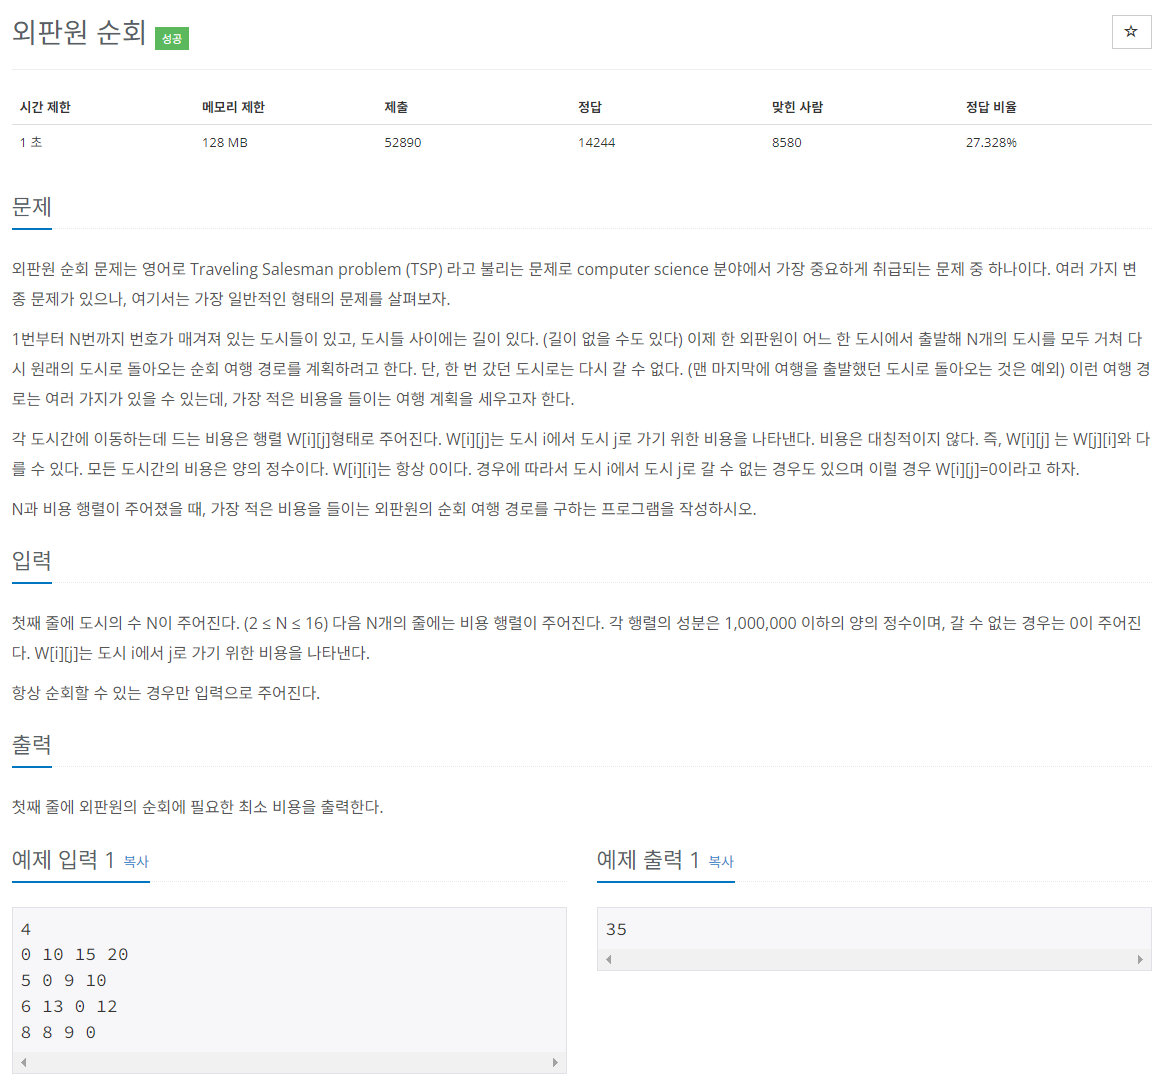 외판원 순회 성공
☆
시간 제한 메모리 제한 제출 정답 맞힌 사람 정답 비율
1 초 128 MB 52890 14244 8580 27.328%
문제
외판원 순회 문제는 영어로 Traveling Salesman problem (TSP) 라고 불리는 문제로 computer science 분야에서 가장 중요하게 취급되는 문제 중 하나이다. 여러 가지 변
종 문제가 있으나, 여기서는 가장 일반적인 형태의 문제를 살펴보자.
1번부터 N번까지 번호가 매겨져 있는 도시들이 있고, 도시들 사이에는 길이 있다. (길이 없을 수도 있다) 이제 한 외판원이 어느 한 도시에서 출발해 N개의 도시를 모두 거쳐 다
시 원래의 도시로 돌아오는 순회 여행 경로를 계획하려고 한다. 단, 한 번 갔던 도시로는 다시 갈 수 없다. (맨 마지막에 여행을 출발했던 도시로 돌아오는 것은 예외) 이런 여행 경
로는 여러 가지가 있을 수 있는데, 가장 적은 비용을 들이는 여행 계획을 세우고자 한다.
각 도시간에 이동하는데 드는 비용은 행렬 W[i][j]형태로 주어진다. W[i][j]는 도시 i에서 도시 j로 가기 위한 비용을 나타낸다. 비용은 대칭적이지 않다. 즉, W[i][j] 는 W[j][i]와 다
를 수 있다. 모든 도시간의 비용은 양의 정수이다. W[i][i]는 항상 0이다. 경우에 따라서 도시 i에서 도시 j로 갈 수 없는 경우도 있으며 이럴 경우 W[i][j]=0이라고 하자.
N과 비용 행렬이 주어졌을 때, 가장 적은 비용을 들이는 외판원의 순회 여행 경로를 구하는 프로그램을 작성하시오.
입력
첫째 줄에 도시의 수 N이 주어진다. (2 ≤ N ≤ 16) 다음 N개의 줄에는 비용 행렬이 주어진다. 각 행렬의 성분은 1,000,000 이하의 양의 정수이며, 갈 수 없는 경우는 0이 주어진
다. W[i][j]는 도시 i에서 j로 가기 위한 비용을 나타낸다.
항상 순회할 수 있는 경우만 입력으로 주어진다.
출력
첫째 줄에 외판원의 순회에 필요한 최소 비용을 출력한다.
예제 입력 1 복사
4
0 10 15 20
5 0 9 10
6 13 0 12
8 8 9 0
예제 출력 1 복사
35